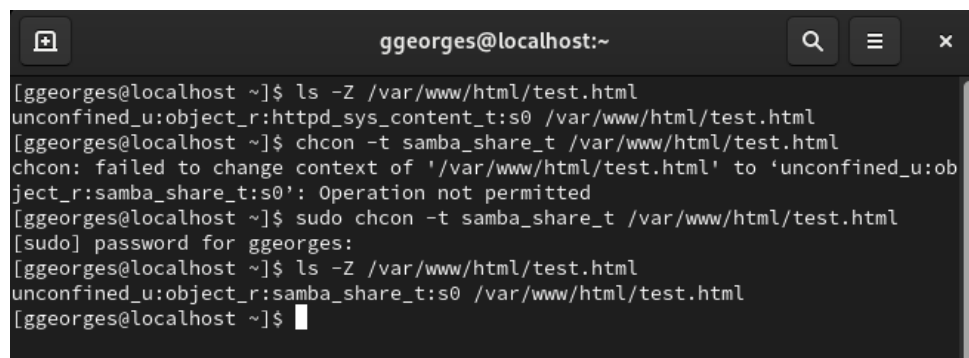 ggeorges@localhost:~
[ggeorges@localhost ~]$ ls -Z /var/www/html/test.html
unconfined_u:object_r:httpd_sys_content_t:s0 /var/www/html/test.html
[ggeorges@localhost ~]$ chcon -t samba_share_t /var/www/html/test.html
chcon: failed to change context of '/var/www/html/test.html' to ‘unconfined_u:ob
ject_r:samba_share_t:s0’: Operation not permitted
[ggeorges@localhost ~]$ sudo chcon -t samba_share_t /var/www/html/test.html
[sudo] password for ggeorges:
[ggeorges@localhost ~]$ ls -Z /var/www/html/test.html
unconfined_u:object_r:samba_share_t:s0 /var/www/html/test.html
[ggeorges@localhost ~]$